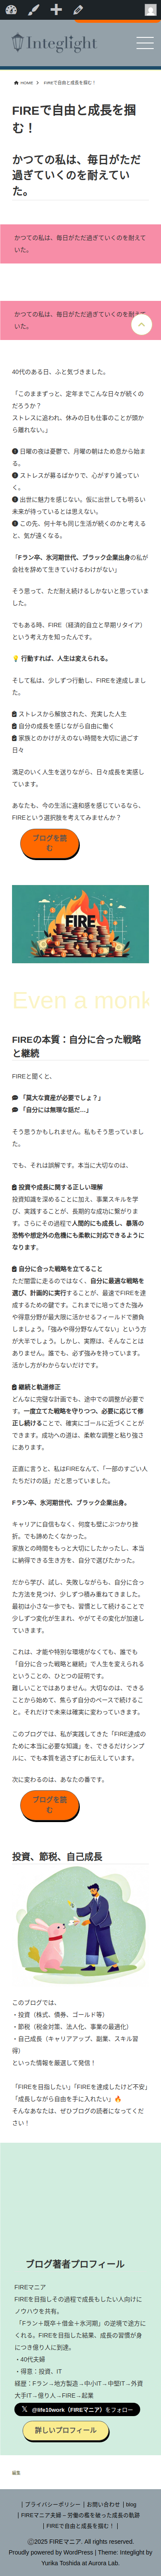 Integlight
HOME > FIREで自由と成長を掴む！
FIREで自由と成長を掴
む！
かつての私は、毎日がただ
過ぎていくのを耐えてい
た。
かつての私は、毎日がただ過ぎていくのを耐えて
いた。
かつての私は、毎日がただ過ぎていくのを耐えて
いた。
40代のある日、ふと気づきました。
「このままずっと、定年までこんな日々が続くの
だろうか？
ストレスに追われ、休みの日も仕事のことが頭か
ら離れない。」
日曜の夜は憂鬱で、月曜の朝はため息から始ま
る。
ストレスが募るばかりで、心がすり減ってい
く。
出世に魅力を感じない。仮に出世しても明るい
未来が待っているとは思えない。
この先、何十年も同じ生活が続くのかと考える
と、気が遠くなる。
「Fラン卒、氷河期世代、ブラック企業出身の私が
会社を辞めて生きていけるわけがない」
そう思って、ただ耐え続けるしかないと思っていま
した。
でもある時、FIRE（経済的自立と早期リタイア）
という考え方を知ったんです。
💡 行動すれば、人生は変えられる。
そして私は、少しずつ行動し、FIREを達成しまし
た。
ストレスから解放された、充実した人生
自分の成長を感じながら自由に働く
家族とのかけがえのない時間を大切に過ごす
日々
満足のいく人生を送りながら、日々成長を実感し
ています。
あなたも、今の生活に違和感を感じているなら、
FIREという選択肢を考えてみませんか？
ブログを読
む
FIRE
Even a monk
FIREの本質：自分に合った戦略
と継続
FIREと聞くと、
「莫大な資産が必要でしょ？」
「自分には無理な話だ…」
そう思うかもしれません。私もそう思っていまし
た。
でも、それは誤解です。本当に大切なのは、
投資や成長に関する正しい理解
投資知識を深めることに加え、事業スキルを学
び、実践することが、長期的な成功に繋がりま
す。さらにその過程で人間的にも成長し、暴落の
恐怖や想定外の危機にも柔軟に対応できるように
なります。
自分に合った戦略を立てること
ただ闇雲に走るのではなく、自分に最適な戦略を
選び、計画的に実行することが、最速でFIREを達
成するための鍵です。これまでに培ってきた強み
や得意分野が最大限に活かせるフィールドで勝負
しましょう。「強みや得意分野なんてない」という方
が大半でしょう。しかし、実際は、そんなことはあ
りません。誰でも、必ず強みを持っています。
活かし方がわからないだけです。
継続と軌道修正
どんなに完璧な計画でも、途中での調整が必要で
す。一度立てた戦略を守りつつ、必要に応じて修
正し続けることで、確実にゴールに近づくことがで
きます。成功への道は、柔軟な調整と粘り強さに
あります。
正直に言うと、私はFIREなんて、「一部のすごい人
たちだけの話」だと思っていました。
Fラン卒、氷河期世代、ブラック企業出身。
キャリアに自信もなく、何度も壁にぶつかり挫
折。でも諦めたくなかった。
家族との時間をもっと大切にしたかったし、本当
に納得できる生き方を、自分で選びたかった。
だから学び、試し、失敗しながらも、自分に合っ
た方法を見つけ、少しずつ積み重ねてきました。
最初は小さな一歩でも、習慣として続けることで
少しずつ変化が生まれ、やがてその変化が加速し
ていきます。
これは、才能や特別な環境がなくても、誰でも
「自分に合った戦略と継続」で人生を変えられる
ということの、ひとつの証明です。
難しいことではありません。大切なのは、できる
ことから始めて、焦らず自分のペースで続けるこ
と。それだけで未来は確実に変わっていきます。
このブログでは、私が実践してきた「FIRE達成の
ために本当に必要な知識」を、できるだけシンプ
ルに、でも本質を過さずにお伝えしています。
次に変わるのは、あなたの番です。
ブログを読
む
投資、節税、自己成長
このブログでは、
・投資（株式、債券、ゴールド等）
・節税（税金対策、法人化、事業の最適化）
・自己成長（キャリアアップ、副業、スキル習
得）
といった情報を厳選して発信！
「FIREを目指したい」「FIREを達成したけど不安」
「成長しながら自由を手に入れたい」🔥
そんなあなたは、ぜひブログの読者になってくださ
い！
ブログ著者プロフィール
FIREマニア
FIREを目指しその過程で成長もしたい人向けに
ノウハウを共有。
「Fラン＋既卒＋借金＋氷河期」の逆境で途方に
くれる。FIREを目指した結果、成長の習慣が身
につき億り人に到達。
・40代夫婦
・得意：投資、IT
経歴：Fラン→地方製造→中小IT→中堅IT→外資
大手IT→億り人→FIRE→起業
@life10work（FIREマニア）をフォロー
詳しいプロフィール
編集
| プライバシーポリシー | お問い合わせ | blog
| FIREマニア夫婦 – 労働の檻を破った成長の軌跡
| FIREで自由と成長を掴む！ |
Ⓒ2025 FIREマニア. All rights reserved.
Proudly powered by WordPress | Theme: Integlight by
Yurika Toshida at Aurora Lab.